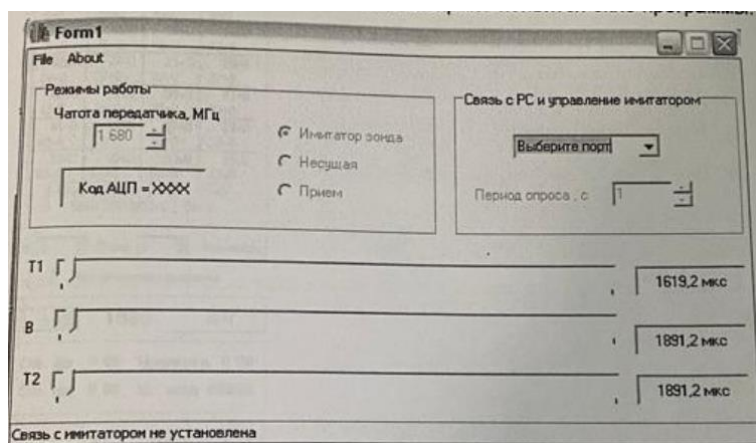 Form1
File About
Режимы работы
Чатота передатчика, МГц
1 680
Код АЦП = XXXX
Имитатор зонда
Несущая
Прием
Связь с PC и управление имитатором
Выберите порт
Период опроса , с
1
T1
1619,2 мкс
B
1891,2 мкс
T2
1891,2 мкс
Связь с имитатором не установлена